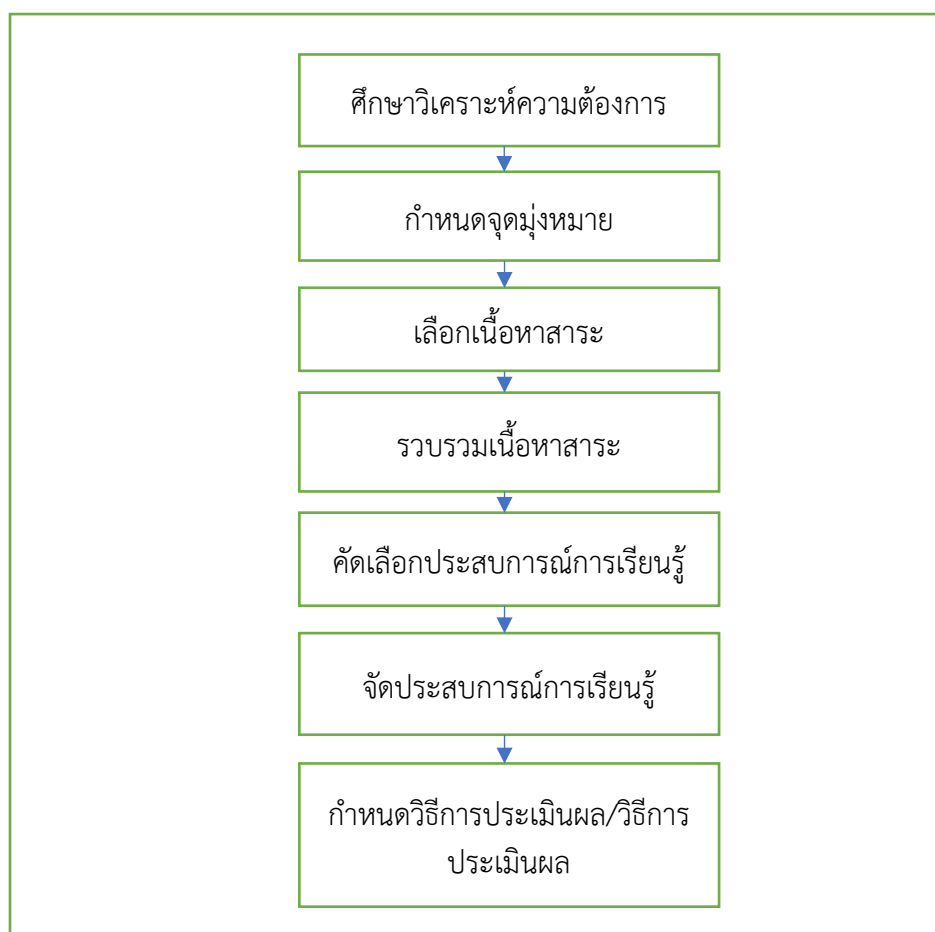 ศึกษาวิเคราะห์ความต้องการ
กำหนดจุดมุ่งหมาย
เลือกเนื้อหาสาระ
รวบรวมเนื้อหาสาระ
คัดเลือกประสบการณ์การเรียนรู้
จัดประสบการณ์การเรียนรู้
กำหนดวิธีการประเมินผล/วิธีการ
ประเมินผล